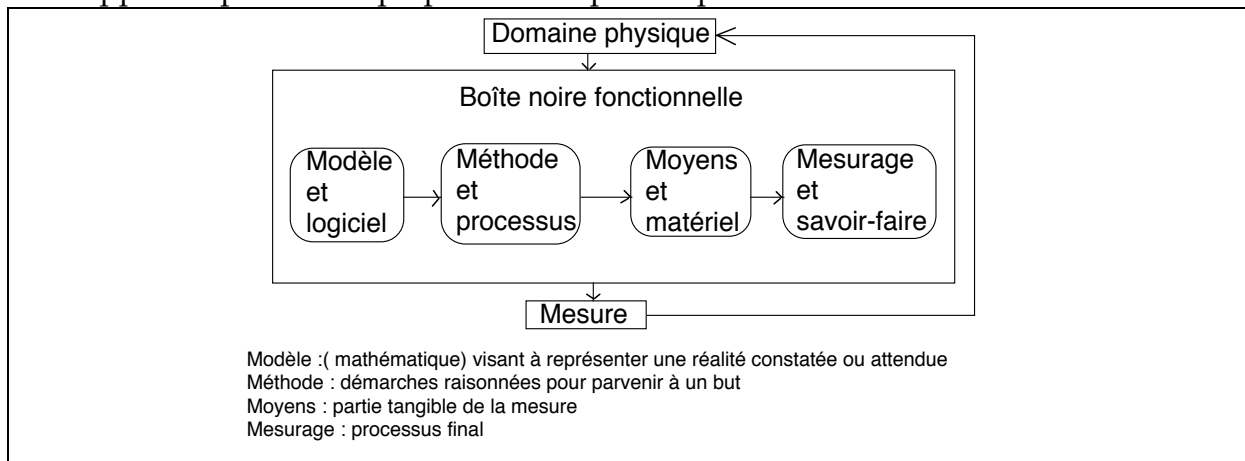 Domaine physique
Boîte noire fonctionnelle
Modèle
et
logiciel
Méthode
et
processus
Moyens
et
matériel
Mesurage
et
savoir-faire
Mesure
Modèle :( mathématique) visant à représenter une réalité constatée ou attendue
Méthode : démarches raisonnées pour parvenir à un but
Moyens : partie tangible de la mesure
Mesurage : processus final